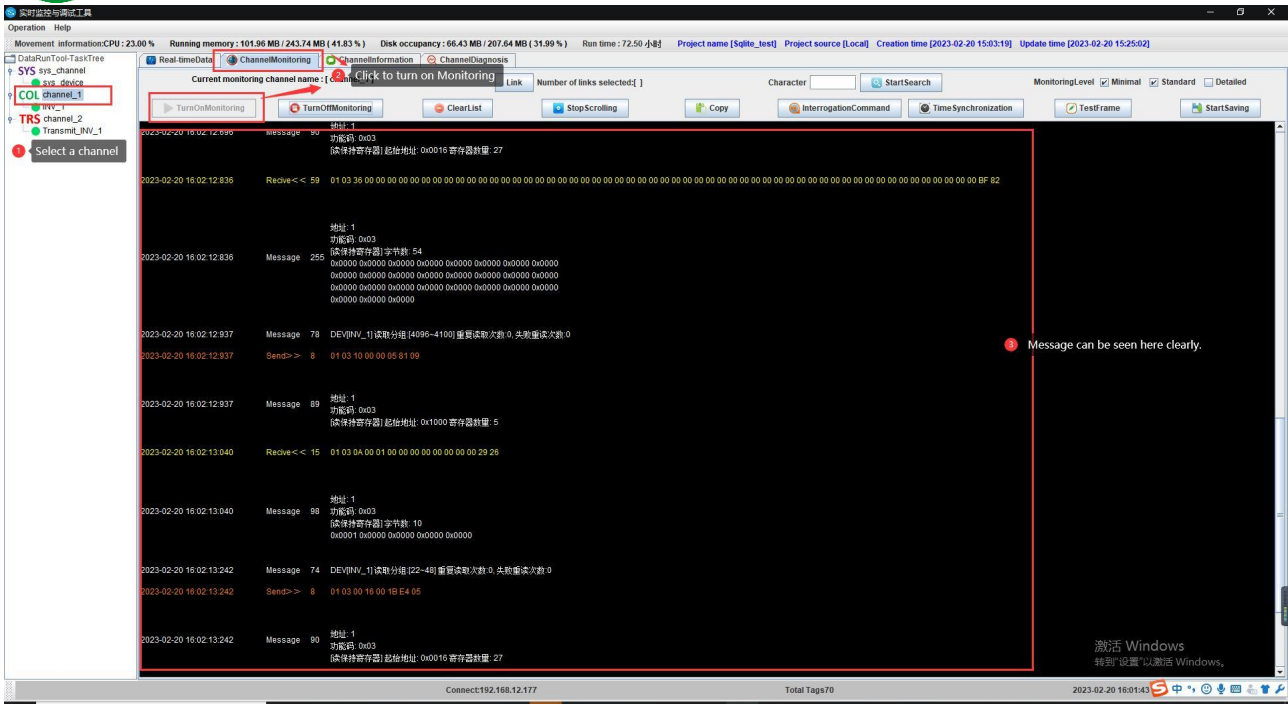 实时监控与调试工具
Operation Help
Movement information:CPU : 23.00 % Running memory : 101.96 MB / 243.74 MB ( 41.83 % ) Disk occupancy : 66.43 MB / 207.64 MB ( 31.99 % ) Run time : 72.50 小时 Project name [Sqlite_test] Project source [Local] Creation time [2023-02-20 15:03:19] Update time [2023-02-20 15:25:02]
DataRunTool-TaskTree
SYS sys_channel
sys_device
COL channel_1
INV_1
TRS channel_2
Transmit_INV_1
1 Select a channel
Real-timeData ChannelMonitoring ChannelInformation ChannelDiagnosis
Current monitoring channel name : [
2 Click to turn on Monitoring
Link Number of links selected:[ ] Character StartSearch MonitoringLevel Minimal Standard Detailed
TurnOnMonitoring TurnOffMonitoring ClearList StopScrolling Copy InterrogationCommand TimeSynchronization TestFrame StartSaving
地址: 1
2023-02-20 16:02:12:696 Message 90 功能码: 0x03
[读保持寄存器] 起始地址: 0x0016 寄存器数量: 27
2023-02-20 16:02:12:836 Recive<< 59 01 03 36 00 00 00 00 00 00 00 00 00 00 00 00 00 00 00 00 00 00 00 00 00 00 00 00 00 00 00 00 00 00 00 00 00 00 00 00 00 00 00 00 00 00 00 00 00 00 00 00 00 00 00 00 00 00 BF 82
地址: 1
功能码: 0x03
[读保持寄存器] 字节数: 54
2023-02-20 16:02:12:836 Message 255 0x0000 0x0000 0x0000 0x0000 0x0000 0x0000 0x0000 0x0000
0x0000 0x0000 0x0000 0x0000 0x0000 0x0000 0x0000 0x0000
0x0000 0x0000 0x0000 0x0000 0x0000 0x0000 0x0000 0x0000
0x0000 0x0000 0x0000
2023-02-20 16:02:12:937 Message 78 DEV[INV_1] 读取分组:[4096~4100] 重复读取次数:0, 失败重读次数:0
2023-02-20 16:02:12:937 Send>> 8 01 03 10 00 00 05 81 09
3 Message can be seen here clearly.
地址: 1
2023-02-20 16:02:12:937 Message 89 功能码: 0x03
[读保持寄存器] 起始地址: 0x1000 寄存器数量: 5
2023-02-20 16:02:13:040 Recive<< 15 01 03 0A 00 01 00 00 00 00 00 00 00 00 29 26
地址: 1
2023-02-20 16:02:13:040 Message 98 功能码: 0x03
[读保持寄存器] 字节数: 10
0x0001 0x0000 0x0000 0x0000 0x0000
2023-02-20 16:02:13:242 Message 74 DEV[INV_1] 读取分组:[22~48] 重复读取次数:0, 失败重读次数:0
2023-02-20 16:02:13:242 Send>> 8 01 03 00 16 00 1B E4 05
地址: 1
2023-02-20 16:02:13:242 Message 90 功能码: 0x03
[读保持寄存器] 起始地址: 0x0016 寄存器数量: 27
激活 Windows
转到"设置"以激活 Windows。
Connect:192.168.12.177 Total Tags70 2023-02-20 16:01:43 中